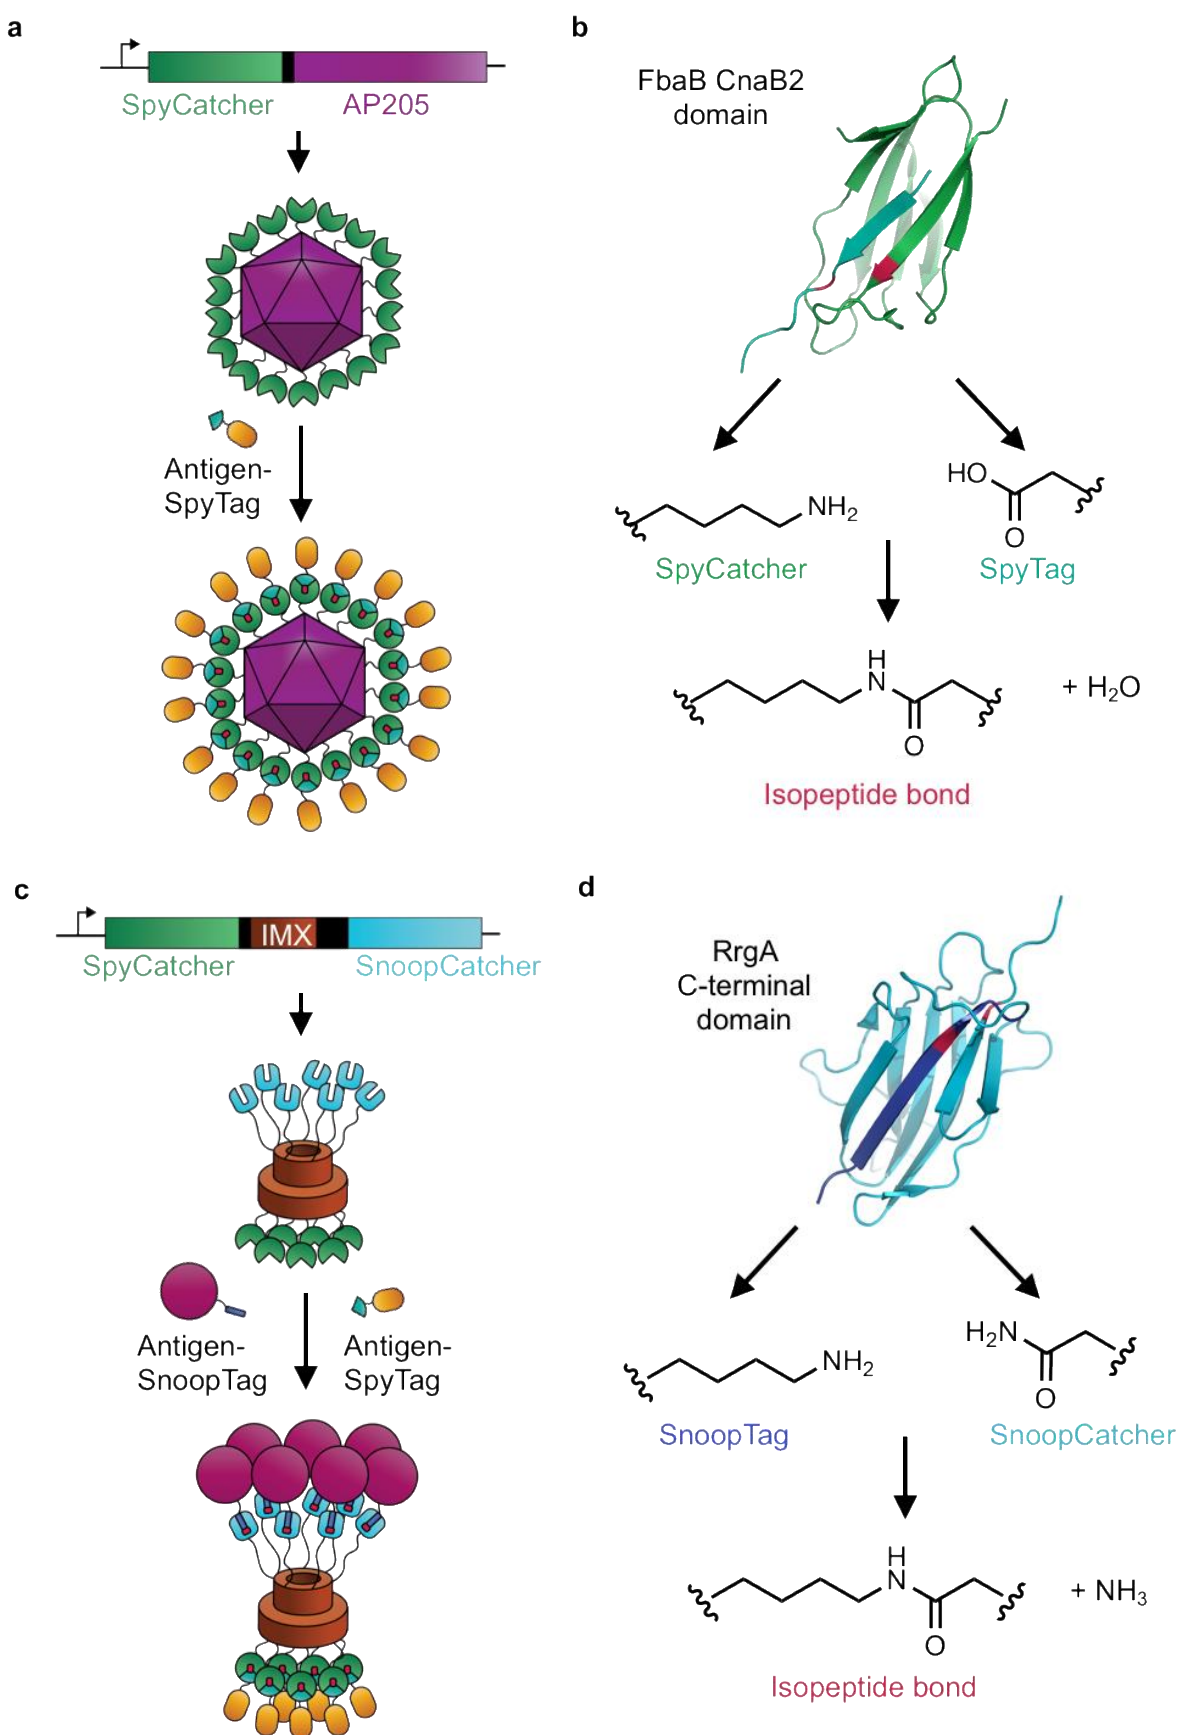 a
SpyCatcher
AP205
Antigen-
SpyTag
b
FbaB CnaB2
domain
NH₂
HO
O
SpyCatcher
SpyTag
H
N
O
+ H₂O
Isopeptide bond
c
IMX
SpyCatcher
SnoopCatcher
Antigen-
SnoopTag
Antigen-
SpyTag
d
RrgA
C-terminal
domain
NH₂
H₂N
O
SnoopTag
SnoopCatcher
H
N
O
+ NH₃
Isopeptide bond